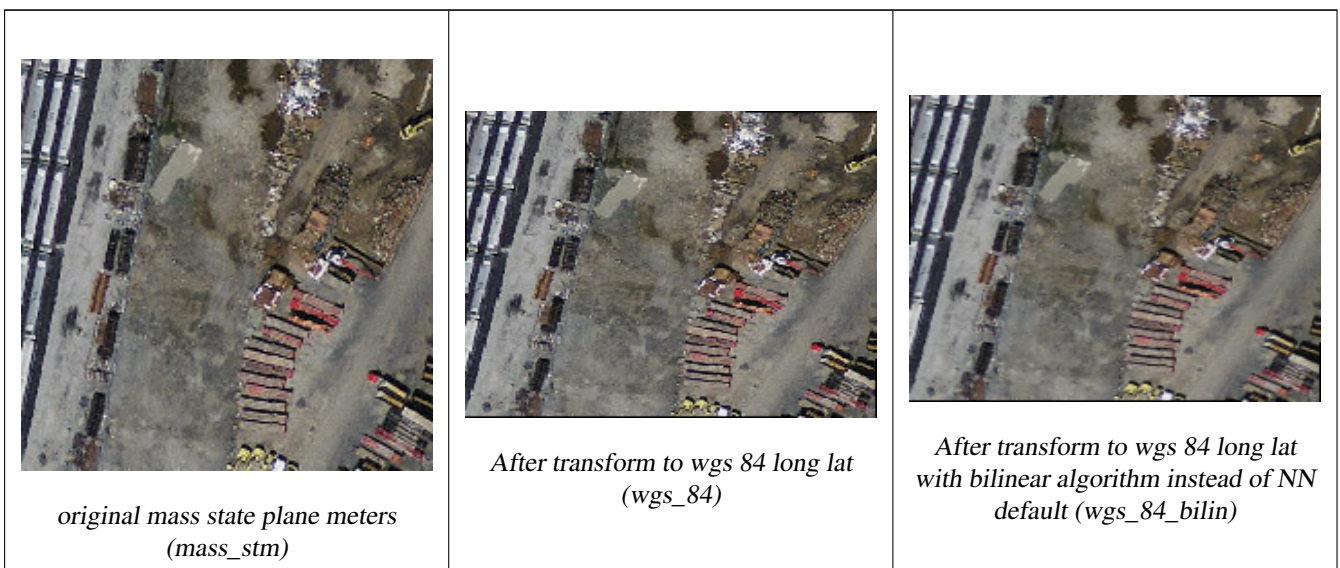 original mass state plane meters
(mass_stm)
After transform to wgs 84 long lat
(wgs_84)
After transform to wgs 84 long lat
with bilinear algorithm instead of NN
default (wgs_84_bilin)